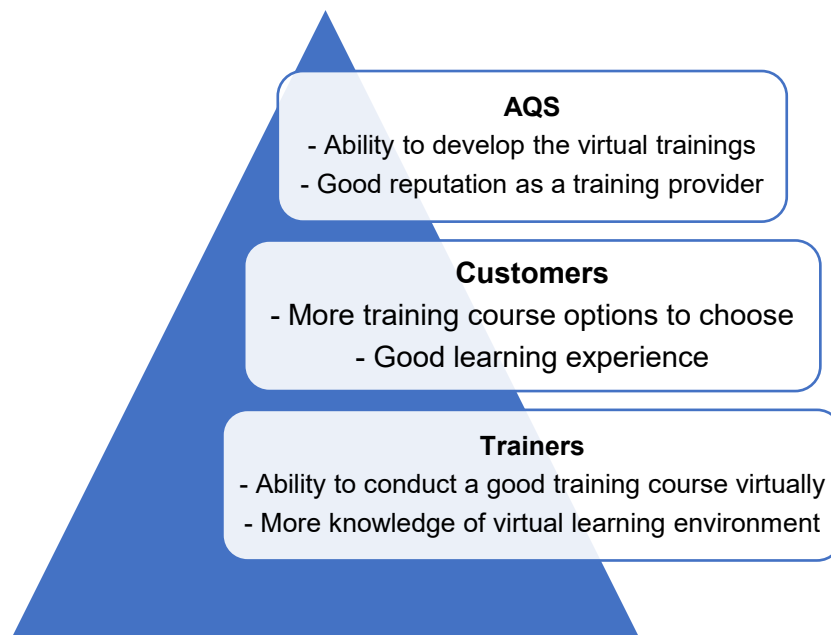 AQS
- Ability to develop the virtual trainings
- Good reputation as a training provider
Customers
- More training course options to choose
- Good learning experience
Trainers
- Ability to conduct a good training course virtually
- More knowledge of virtual learning environment